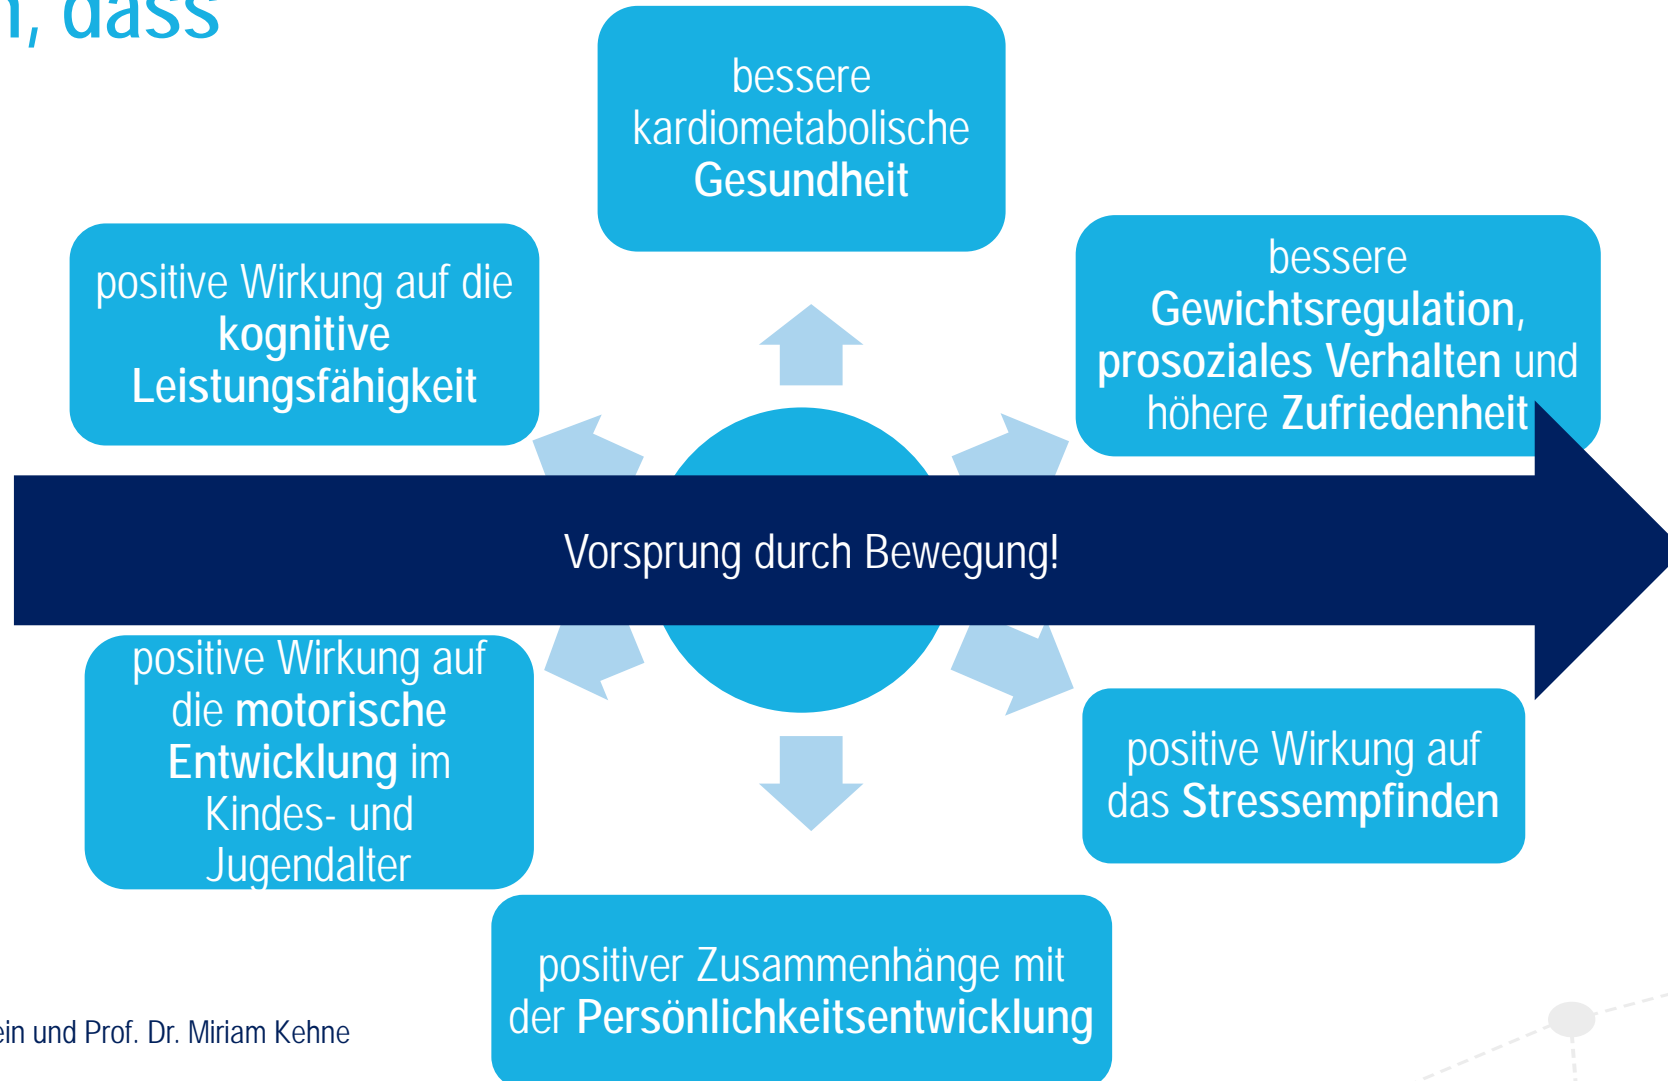 n, dass
bessere
kardiometabolische
Gesundheit
positive Wirkung auf die
kognitive
Leistungsfähigkeit
bessere
Gewichtsregulation,
prosoziales Verhalten und
höhere Zufriedenheit
Vorsprung durch Bewegung!
positive Wirkung auf
die motorische
Entwicklung im
Kindes- und
Jugendalter
positive Wirkung auf
das Stressempfinden
positiver Zusammenhänge mit
der Persönlichkeitsentwicklung
ein und Prof. Dr. Miriam Kehne